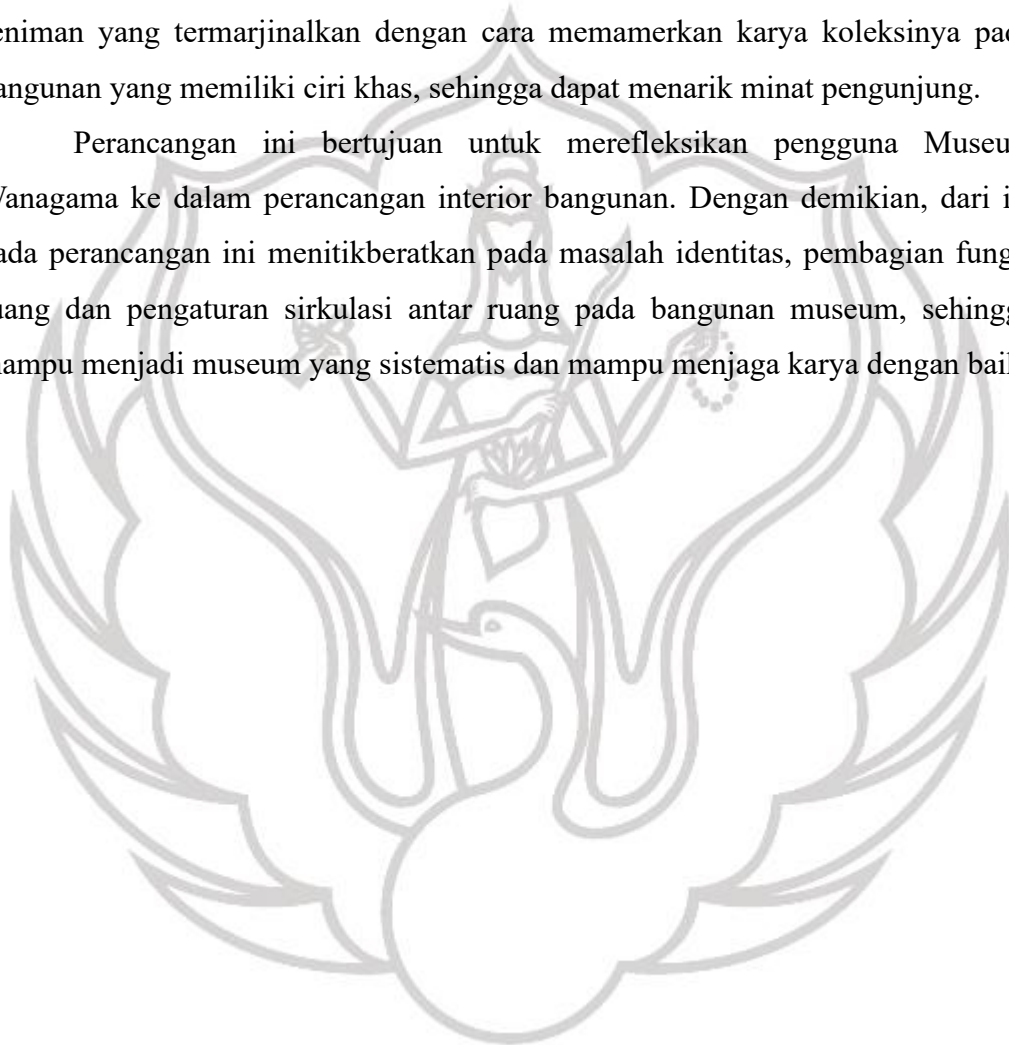 eniman yang termarjinalkan dengan cara memamerkan karya koleksinya pad
angunan yang memiliki ciri khas, sehingga dapat menarik minat pengunjung.
Perancangan ini bertujuan untuk merefleksikan pengguna Museu
Wanagama ke dalam perancangan interior bangunan. Dengan demikian, dari i
ada perancangan ini menitikberatkan pada masalah identitas, pembagian fung
uang dan pengaturan sirkulasi antar ruang pada bangunan museum, sehingg
mampu menjadi museum yang sistematis dan mampu menjaga karya dengan baik